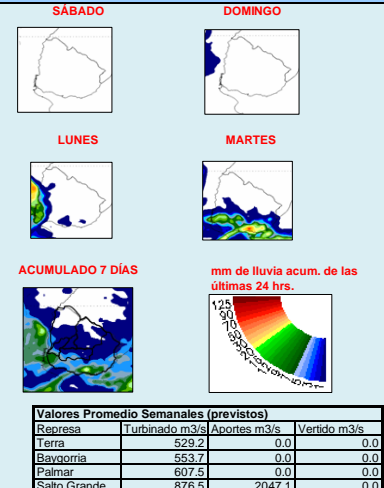 SÁBADO
DOMINGO
LUNES
MARTES
ACUMULADO 7 DÍAS
mm de lluvia acum. de las
últimas 24 hrs.
125
90
70
Valores Promedio Semanales (previstos)
Represa Turbinado m3/s Aportes m3/s Vertido m3/s
Terra 529.2 0.0 0.0
Baygorria 553.7 0.0 0.0
Palmar 607.5 0.0 0.0
Salto Grande 876.5 2047.1 0.0